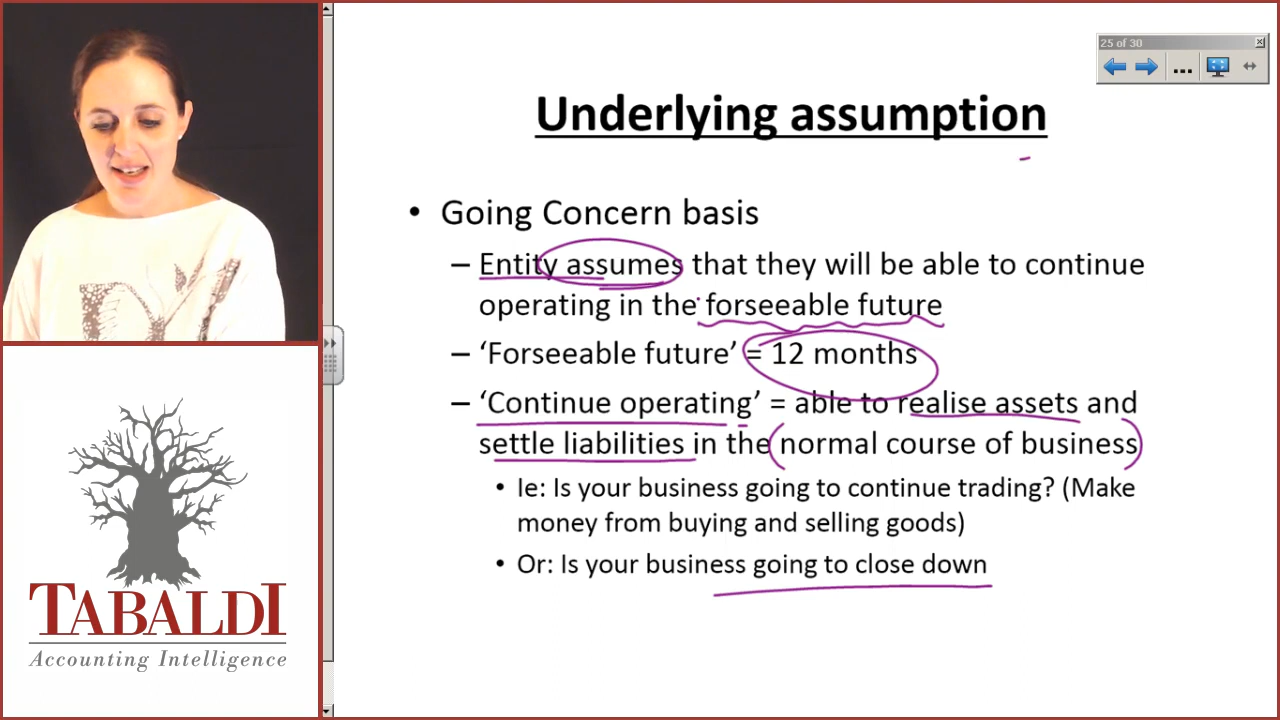 25 of 30
Underlying assumption
• Going Concern basis
– Entity assumes that they will be able to continue
operating in the forseeable future
– ‘Forseeable future’ = 12 months
– ‘Continue operating’ = able to realise assets and
settle liabilities in the normal course of business
• Ie: Is your business going to continue trading? (Make
money from buying and selling goods)
• Or: Is your business going to close down
TABALDI
Accounting Intelligence